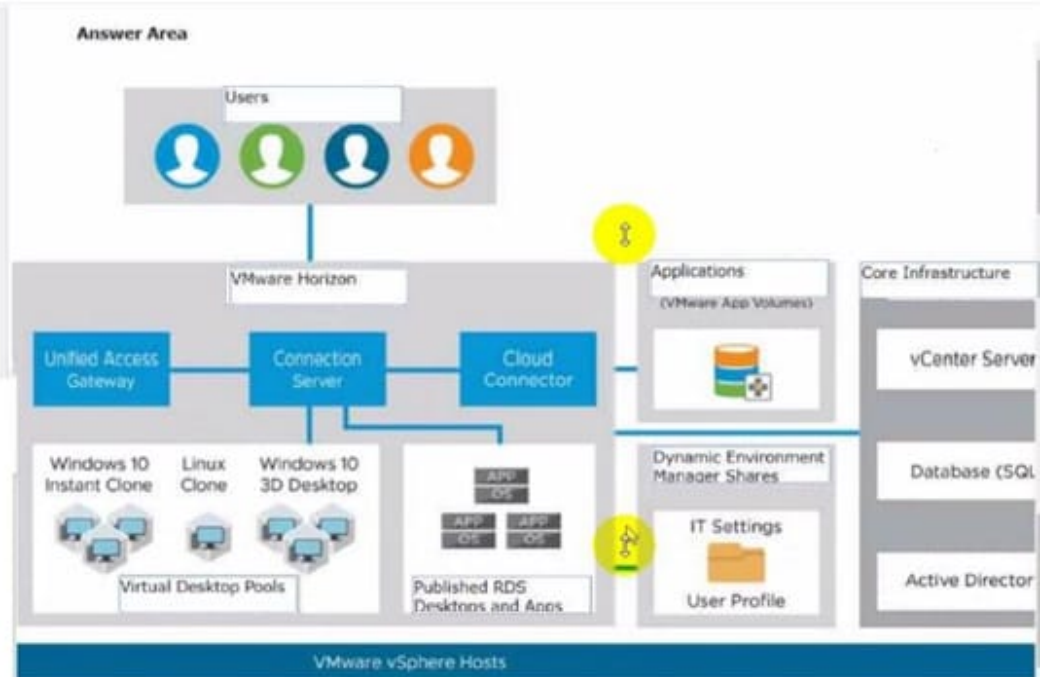 Answer Area
Users
VMware Horizon
Applications
(VMware App Volumes)
Core Infrastructure
Unified Access
Gateway
Connection
Server
Cloud
Connector
vCenter Server
Windows 10
Instant Clone
Linux
Clone
Windows 10
3D Desktop
APP
OS
APP
OS
APP
OS
Virtual Desktop Pools
Published RDS
Desktops and Apps
Dynamic Environment
Manager Shares
IT Settings
User Profile
Database (SQL
Active Director
VMware vSphere Hosts